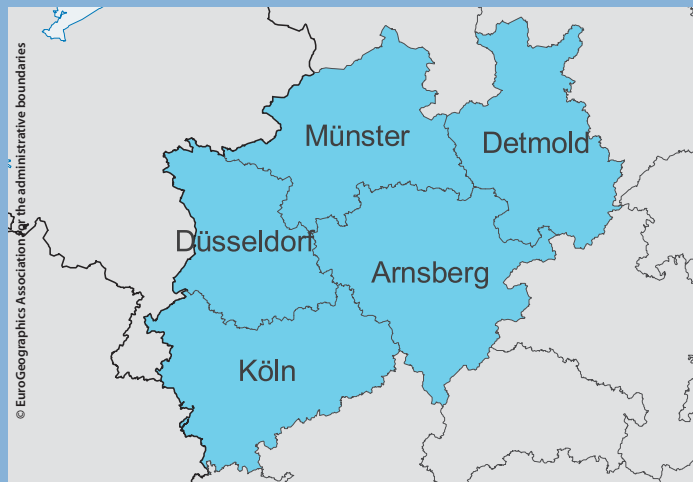 © EuroGeographics Association for the administrative boundaries
Münster
Detmold
Düsseldorf
Arnsberg
Köln